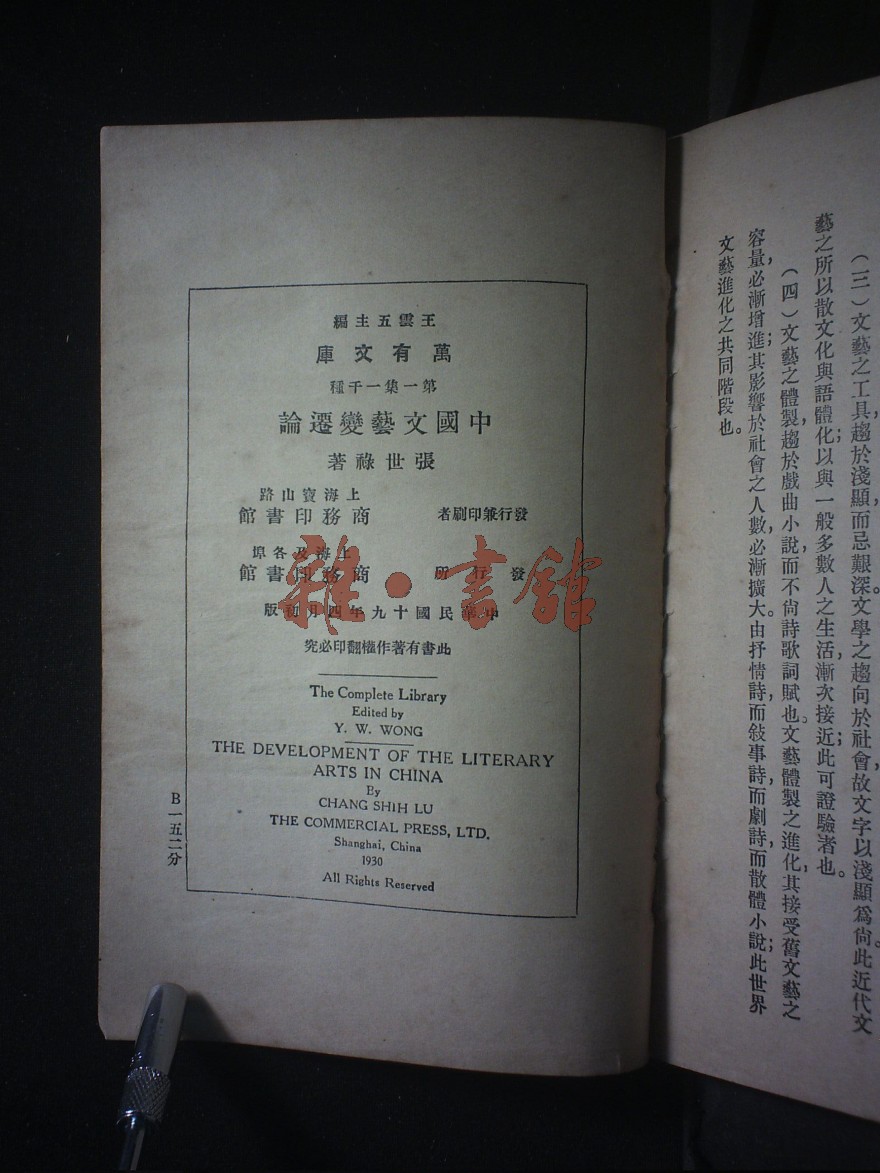 (三)文藝之工具,趨於淺顯而忌艱深。文學之趨向於社會,故文字以淺顯爲尙。此近代文
藝之所以散文化與語體化;以與一般多數人之生活,漸次接近,此可證驗者也。
(四)文藝之體製,趨於戲曲小說而不尙詩歌詞賦也。文藝體製之進化,其接受舊文藝之
容量,必漸增進;其影響於社會之人數,必漸擴大。由抒情詩,而敍事詩,而劇詩,而散體小說;此世界
文藝進化之共同階段也。
王雲五主編
萬有文庫
第一集一千種
中國文藝變遷論
張世祿著
上海寶山路
發行兼印刷者 商務印書館
上海及各埠
發行所 商務印書館
中華民國十九年四月初版
此書有著作權翻印必究
The Complete Library
Edited by
Y. W. WONG
THE DEVELOPMENT OF THE LITERARY
ARTS IN CHINA
By
CHANG SHIH LU
THE COMMERCIAL PRESS, LTD.
Shanghai, China
1930
All Rights Reserved
B一五二分
雜·書館